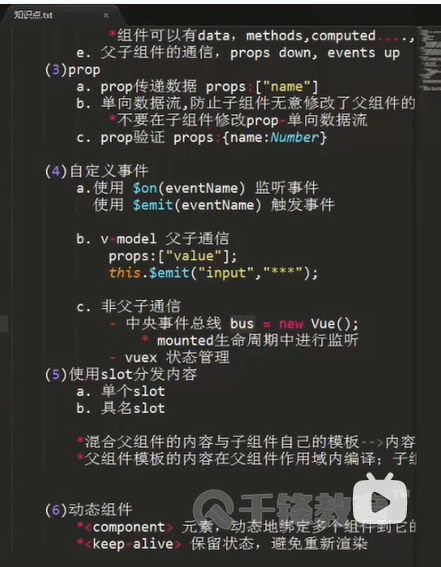 知识点.txt
*组件可以有data，methods,computed....,
e. 父子组件的通信，props down, events up
(3)prop
a. prop传递数据 props:["name"]
b. 单向数据流,防止子组件无意修改了父组件的
*不要在子组件修改prop-单向数据流
c. prop验证 props:{name:Number}
(4)自定义事件
a.使用 $on(eventName) 监听事件
使用 $emit(eventName) 触发事件
b. v-model 父子通信
props:["value"];
this.$emit("input","***");
c. 非父子通信
- 中央事件总线 bus = new Vue();
* mounted生命周期中进行监听
- vuex 状态管理
(5)使用slot分发内容
a. 单个slot
b. 具名slot
*混合父组件的内容与子组件自己的模板-->内容
*父组件模板的内容在父组件作用域内编译；子组
(6)动态组件
*<component> 元素，动态地绑定多个组件到它的
*<keep-alive> 保留状态，避免重新渲染
千锋教育